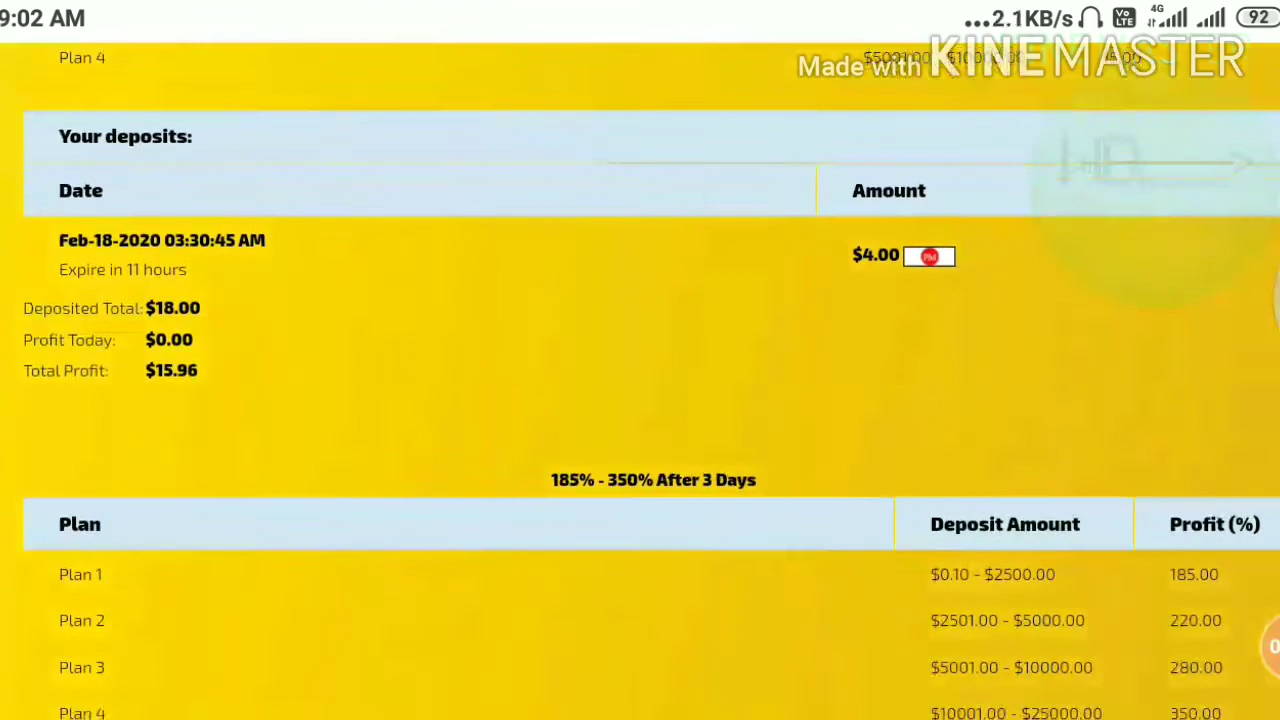 9:02 AM ...2.1KB/s Vo LTE 4G 92
Made with KINEMASTER
Plan 4
Your deposits:
Date Amount
Feb-18-2020 03:30:45 AM $4.00 PM
Expire in 11 hours
Deposited Total: $18.00
Profit Today: $0.00
Total Profit: $15.96
185% - 350% After 3 Days
Plan Deposit Amount Profit (%)
Plan 1 $0.10 - $2500.00 185.00
Plan 2 $2501.00 - $5000.00 220.00
Plan 3 $5001.00 - $10000.00 280.00
Plan 4 $10001.00 - $25000.00 350.00